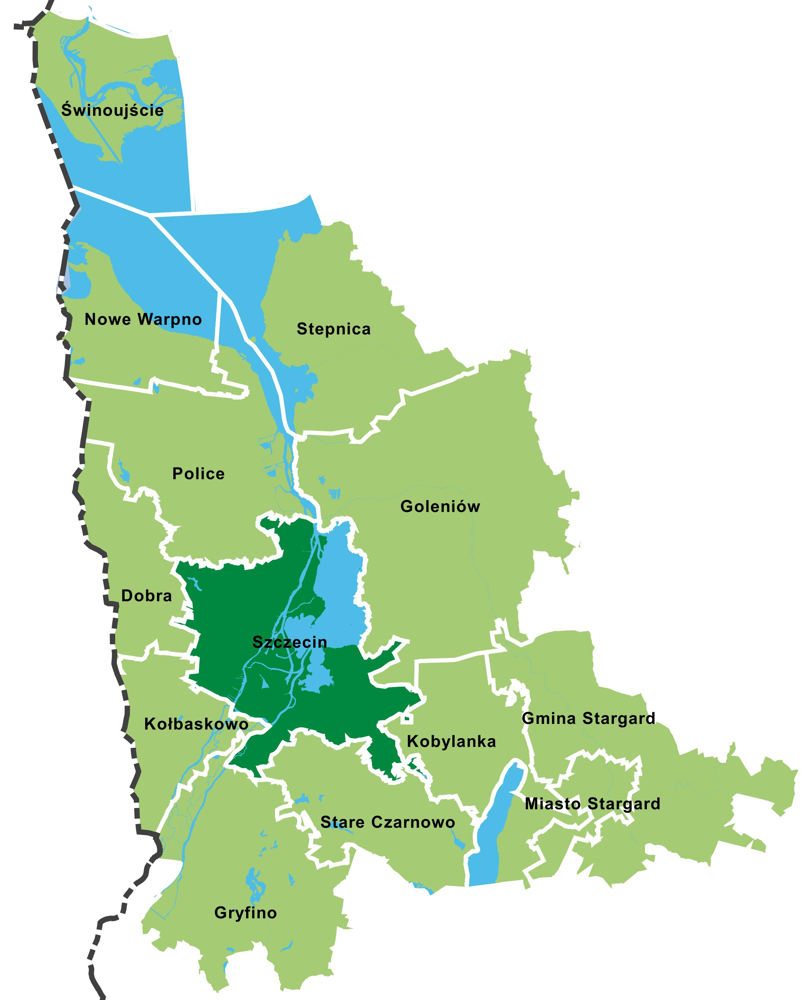 Świnoujście
Nowe Warpno
Stepnica
Police
Goleniów
Dobra
Szczecin
Kołbaskowo
Gmina Stargard
Kobylanka
Miasto Stargard
Stare Czarnowo
Gryfino